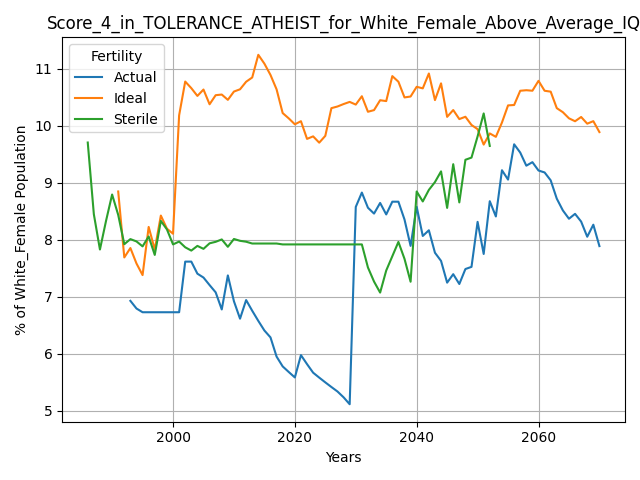 Score_4_in_TOLERANCE_ATHEIST_for_White_Female_Above_Average_IQ
Fertility
Actual
Ideal
Sterile
% of White_Female Population
11
10
9
8
7
6
5
2000 2020 2040 2060
Years